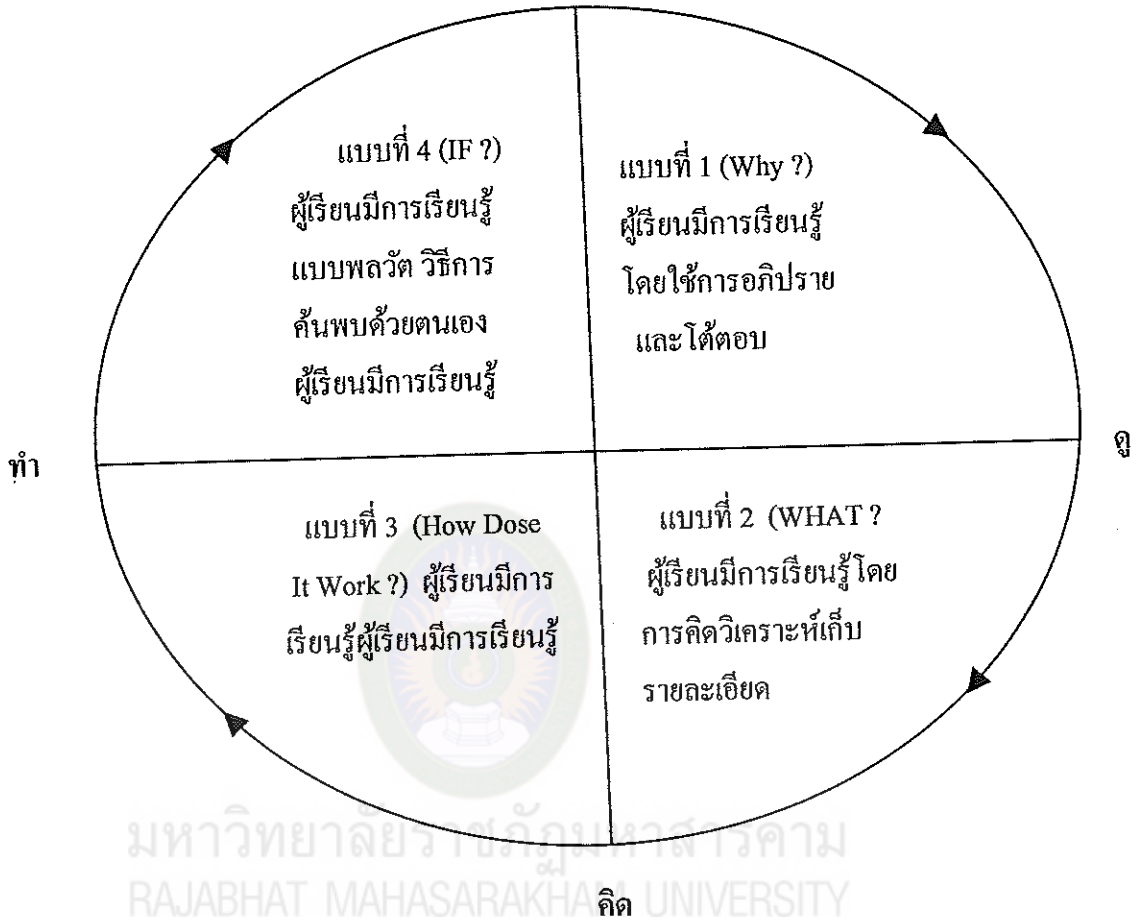 แบบที่ 4 (IF ?)
ผู้เรียนมีการเรียนรู้
แบบพลวัต วิธีการ
ค้นพบด้วยตนเอง
ผู้เรียนมีการเรียนรู้
แบบที่ 1 (Why ?)
ผู้เรียนมีการเรียนรู้
โดยใช้การอภิปราย
และโต้ตอบ
ทำ
ดู
แบบที่ 3 (How Dose
It Work ?) ผู้เรียนมีการ
เรียนรู้ผู้เรียนมีการเรียนรู้
แบบที่ 2 (WHAT ?
ผู้เรียนมีการเรียนรู้โดย
การคิดวิเคราะห์เก็บ
รายละเอียด
มหาวิทยาลัยราชภัฏมหาสารคาม
RAJABHAT MAHASARAKHAM UNIVERSITY
คิด